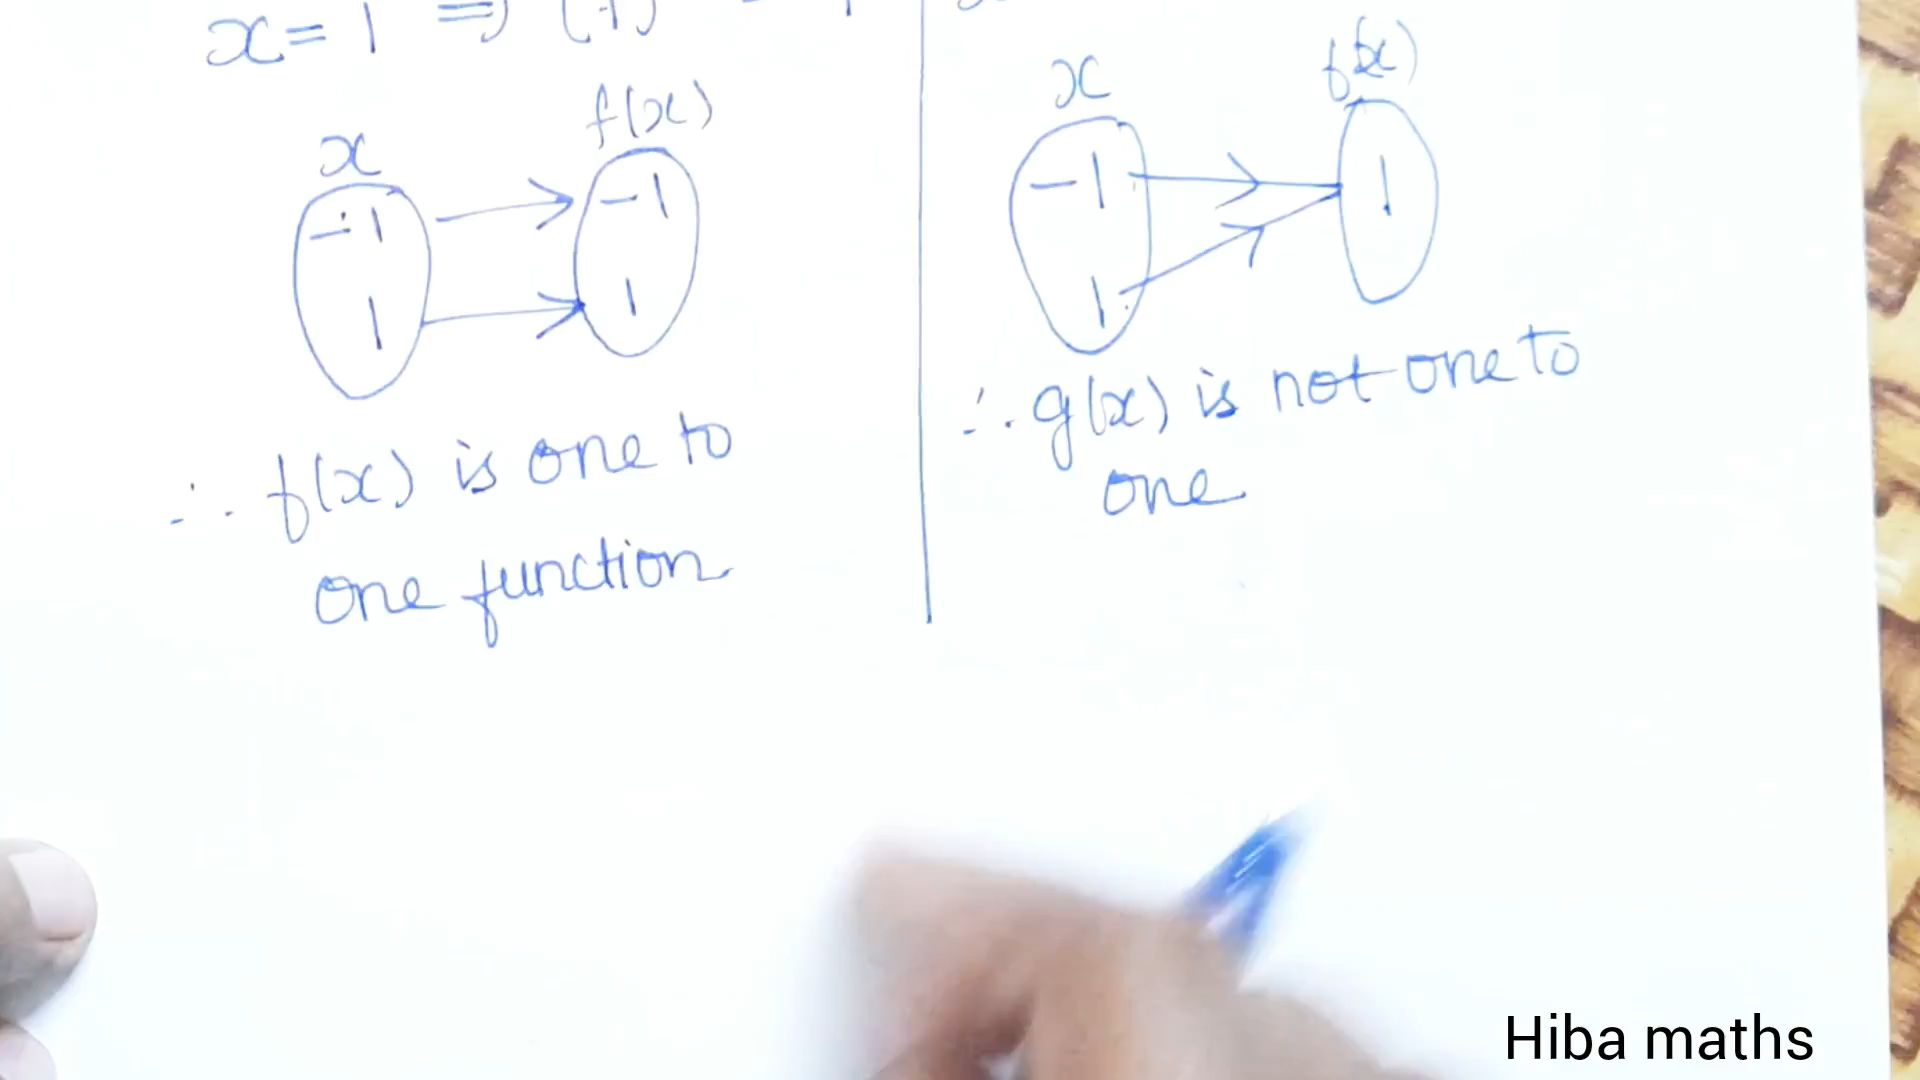 x = 1 ⇒
x f(x)
-1 -1
1 1
∴ f(x) is one to
one function
x f(x)
-1 1
1
∴ g(x) is not one to
one
Hiba maths